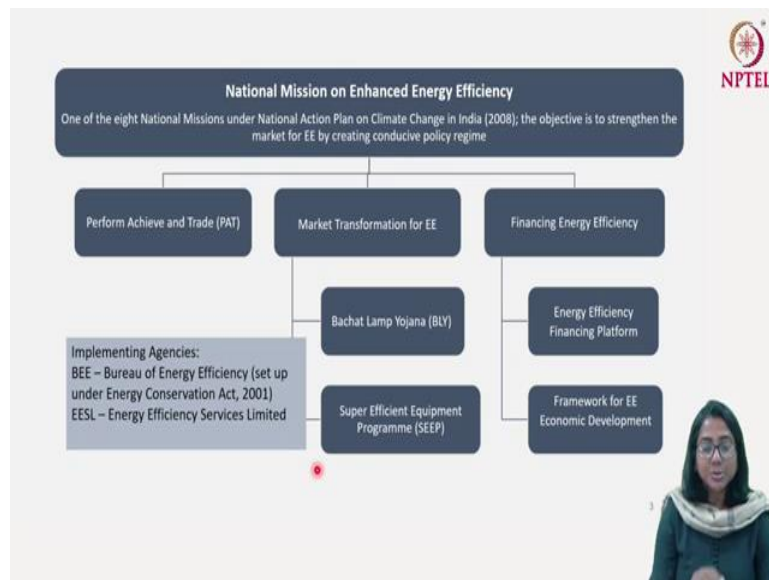 NPTEL
National Mission on Enhanced Energy Efficiency
One of the eight National Missions under National Action Plan on Climate Change in India (2008); the objective is to strengthen the
market for EE by creating conducive policy regime
Perform Achieve and Trade (PAT)
Market Transformation for EE
Financing Energy Efficiency
Bachat Lamp Yojana (BLY)
Energy Efficiency
Financing Platform
Implementing Agencies:
BEE – Bureau of Energy Efficiency (set up
under Energy Conservation Act, 2001)
EESL – Energy Efficiency Services Limited
Super Efficient Equipment
Programme (SEEP)
Framework for EE
Economic Development
3